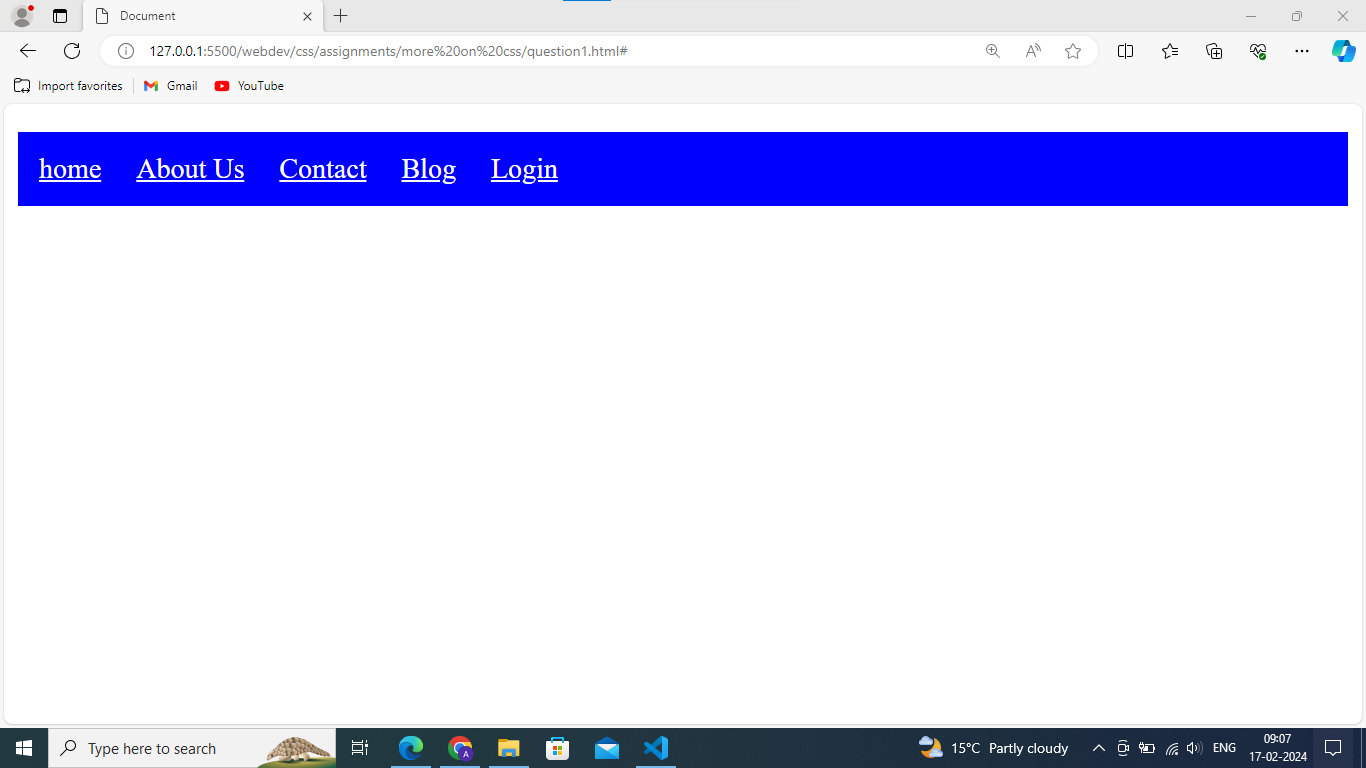 Document
127.0.0.1:5500/webdev/css/assignments/more%20on%20css/question1.html#
Import favorites Gmail YouTube
home About Us Contact Blog Login
Type here to search
15°C Partly cloudy
ENG
09:07
17-02-2024